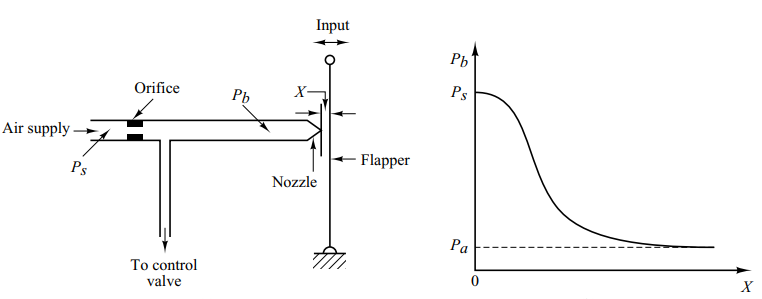 Input
Orifice
Pb
X
Air supply
Ps
Nozzle
Flapper
To control
valve
Pb
Ps
Pa
0
X